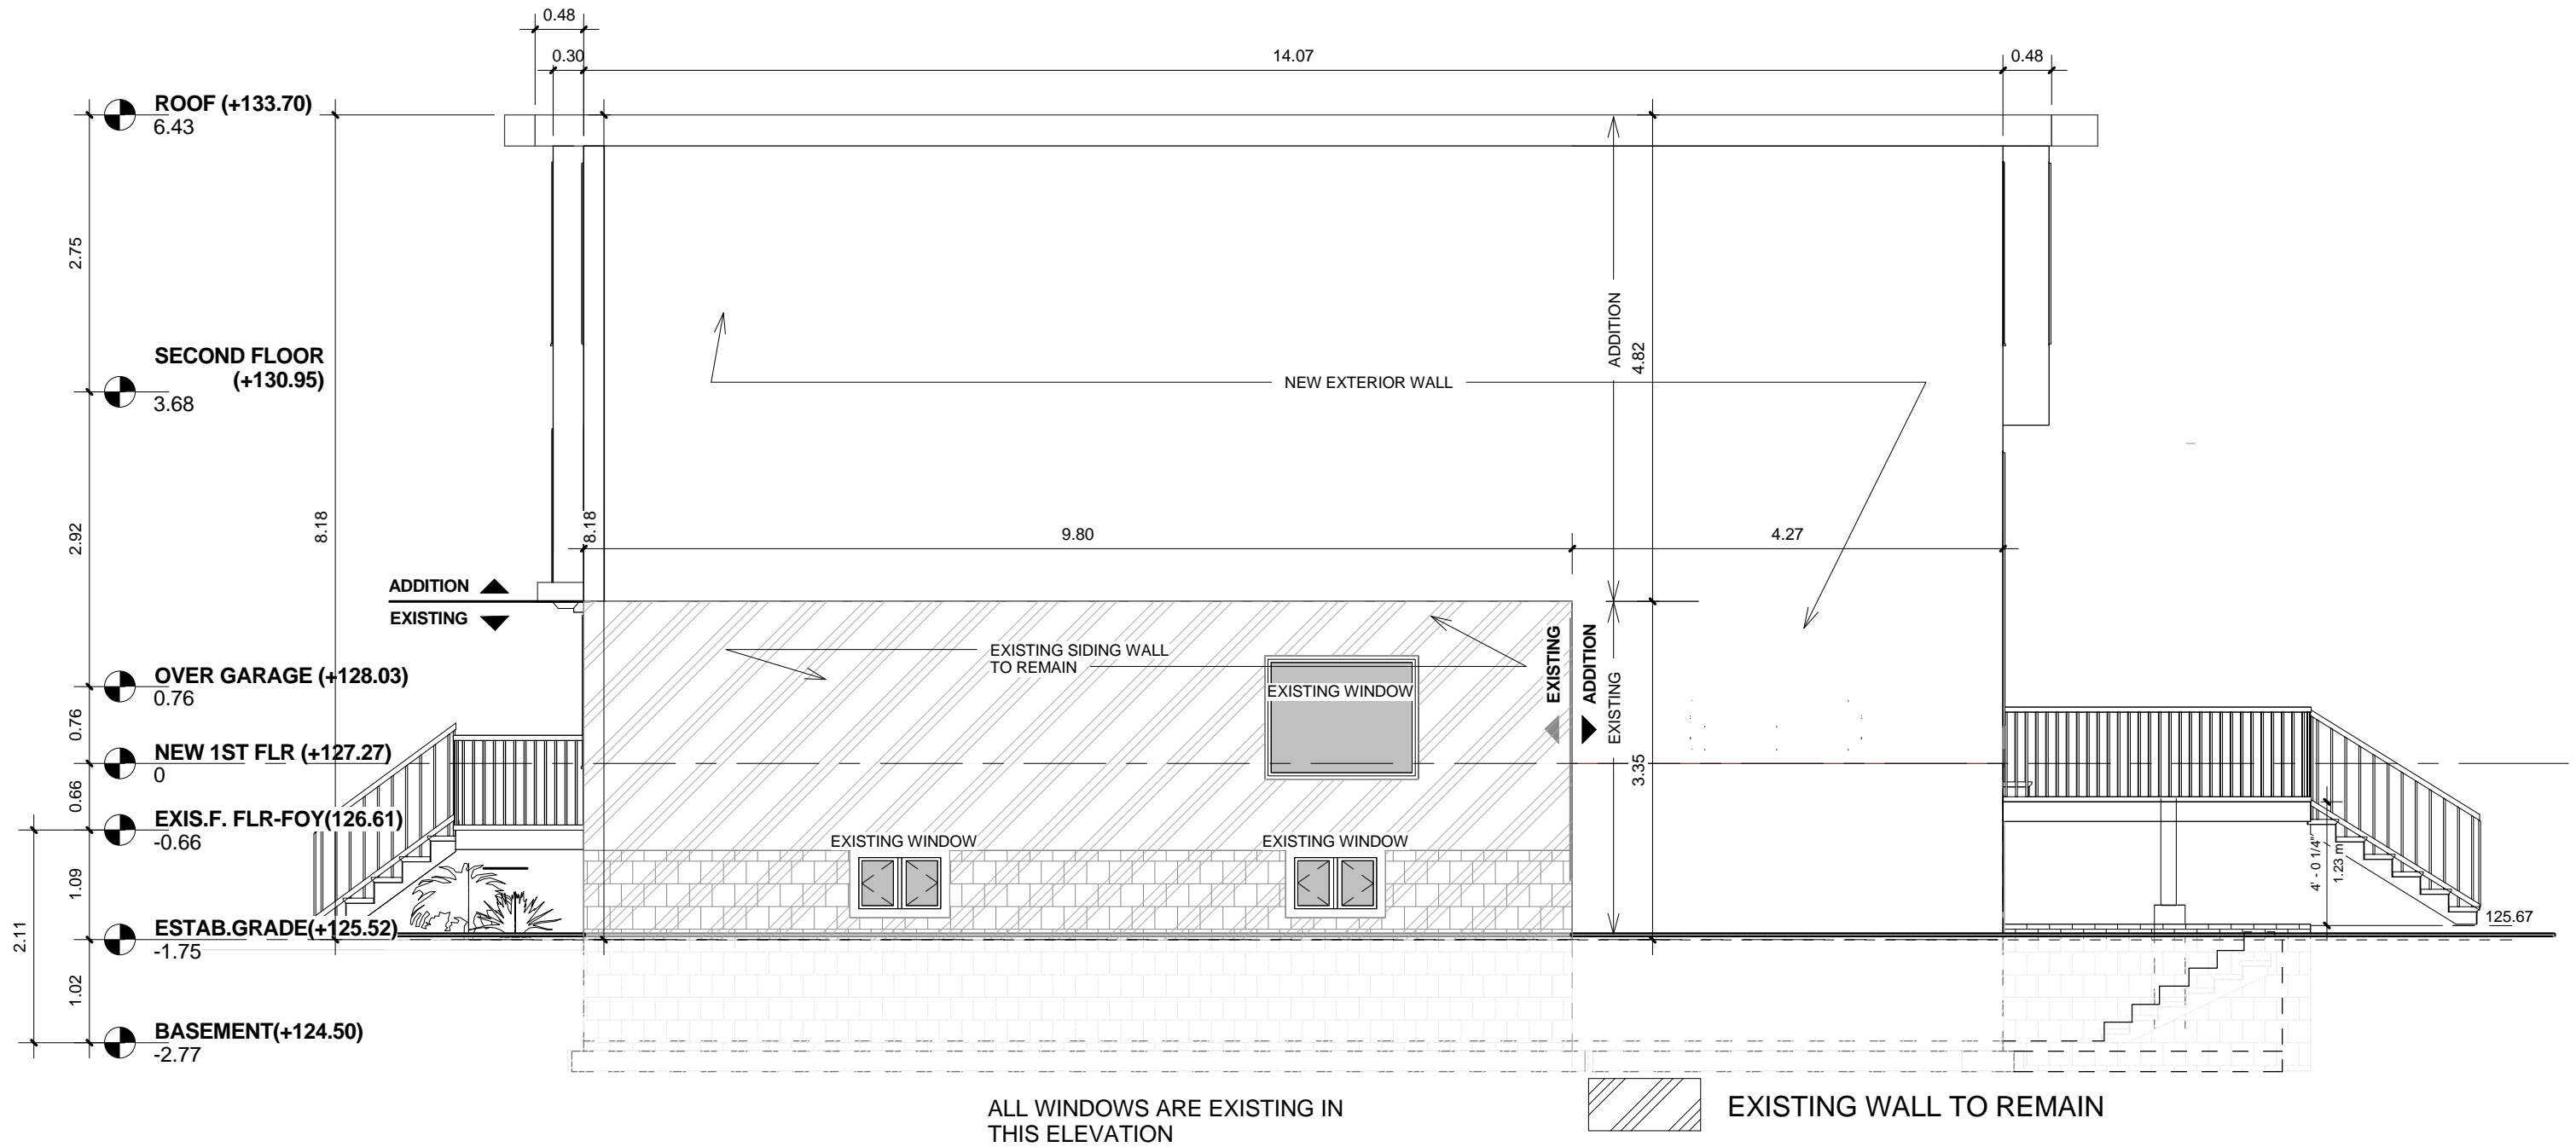 0.48
0.30
14.07
0.48
ROOF (+133.70)
6.43
2.75
SECOND FLOOR
(+130.95)
3.68
ADDITION
4.82
NEW EXTERIOR WALL
2.92
8.18
8.18
9.80
4.27
ADDITION
EXISTING
EXISTING SIDING WALL
TO REMAIN
EXISTING
ADDITION
EXISTING
OVER GARAGE (+128.03)
0.76
EXISTING WINDOW
0.76
NEW 1ST FLR (+127.27)
0
3.35
0.66
EXIS.F. FLR-FOY(126.61)
-0.66
EXISTING WINDOW
EXISTING WINDOW
4' - 0 1/4"
1.23 m
1.09
2.11
ESTAB.GRADE(+125.52)
-1.75
125.67
1.02
BASEMENT(+124.50)
-2.77
ALL WINDOWS ARE EXISTING IN
THIS ELEVATION
EXISTING WALL TO REMAIN